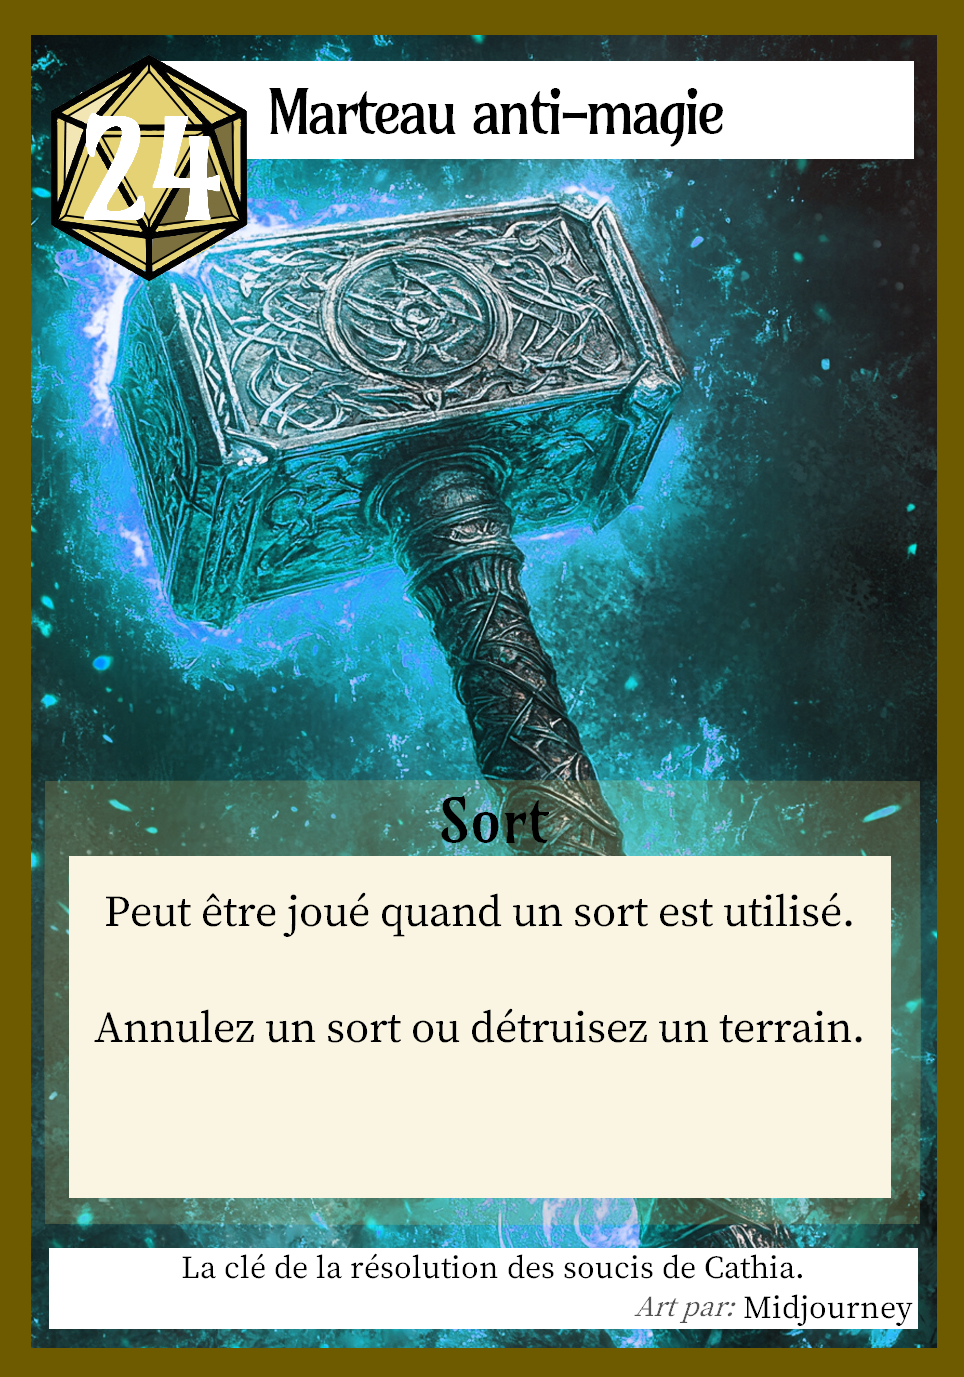 24
Marteau anti-magie
Sort
Peut être joué quand un sort est utilisé.
Annulez un sort ou détruisez un terrain.
La clé de la résolution des soucis de Cathia.
Art par: Midjourney